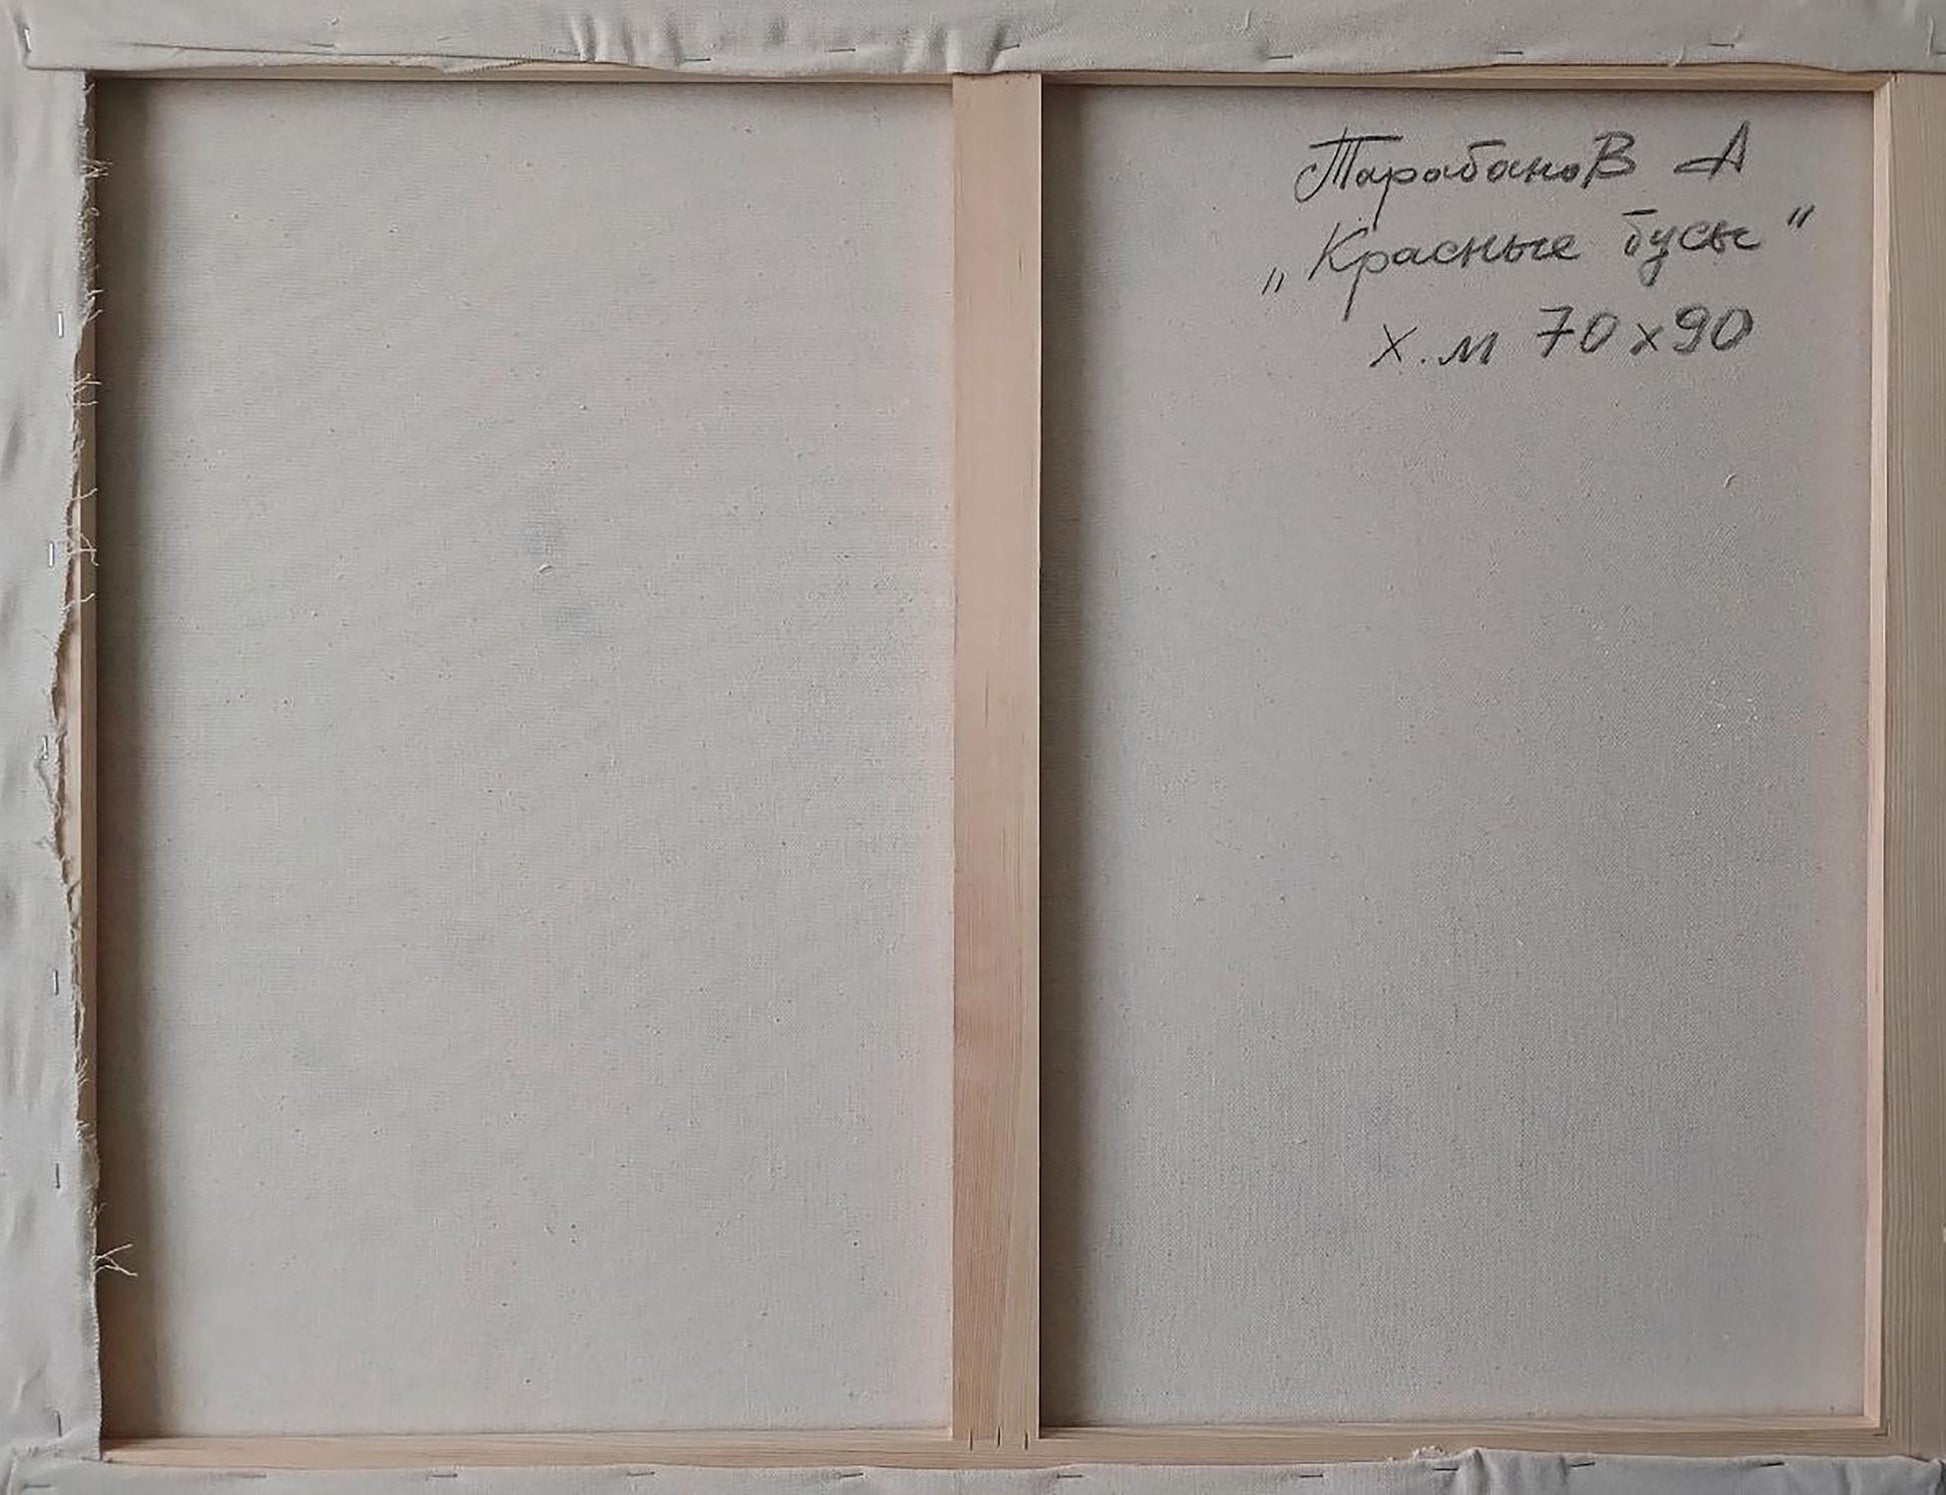 Тарабанов А
„Красные бусы"
х.м 70х90